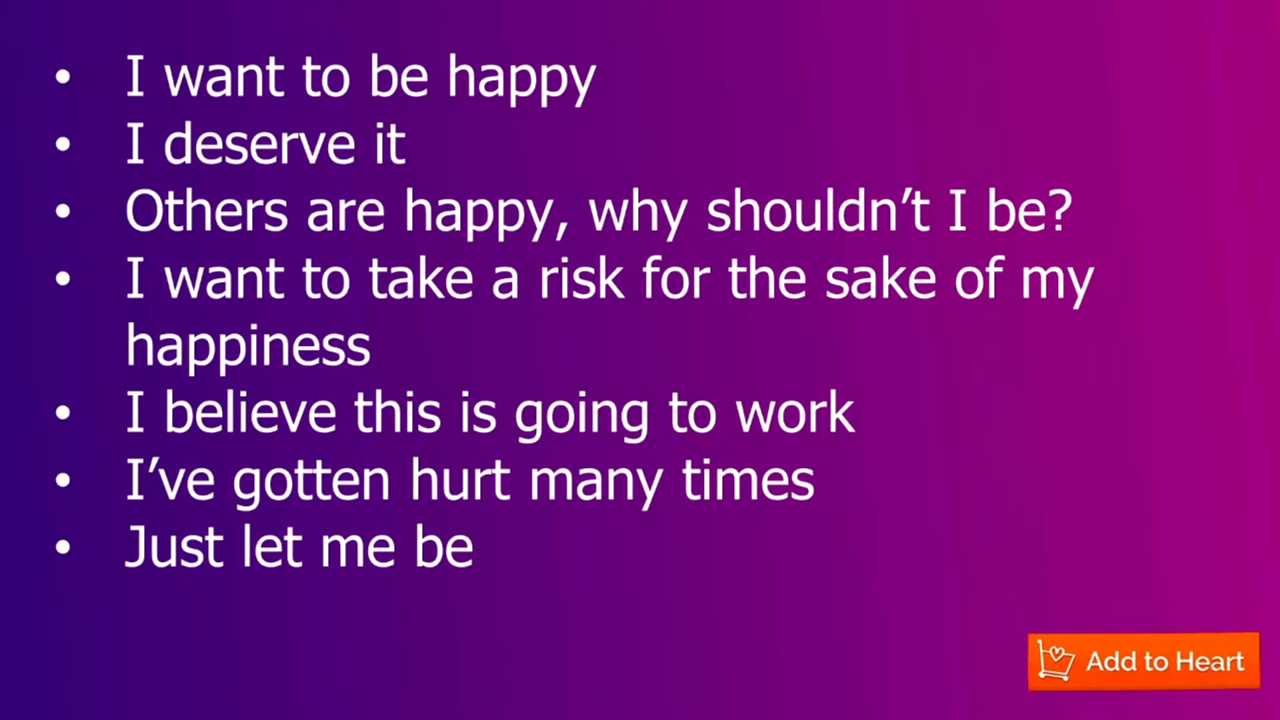 • I want to be happy
• I deserve it
• Others are happy, why shouldn’t I be?
• I want to take a risk for the sake of my
happiness
• I believe this is going to work
• I’ve gotten hurt many times
• Just let me be
Add to Heart